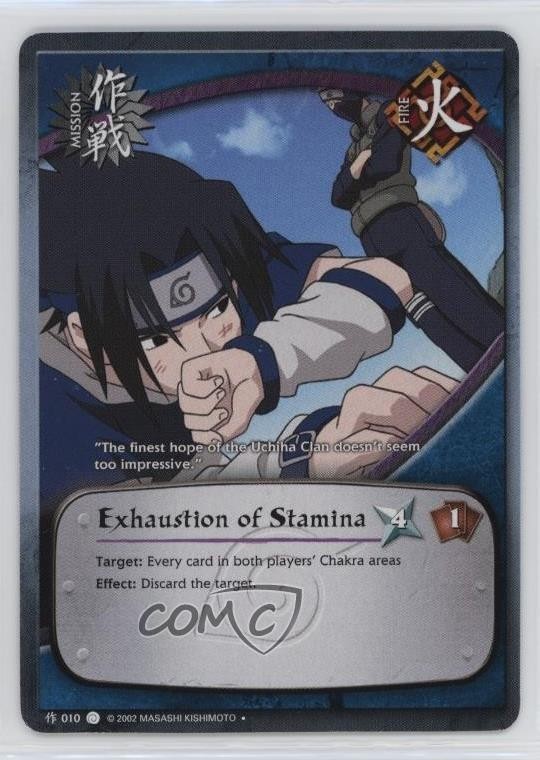 MISSION
作戦
FIRE
火
"The finest hope of the Uchiha Clan doesn't seem
too impressive."
Exhaustion of Stamina 4 1
Target: Every card in both players' Chakra areas
Effect: Discard the target.
COMC
作 010 © 2002 MASASHI KISHIMOTO •